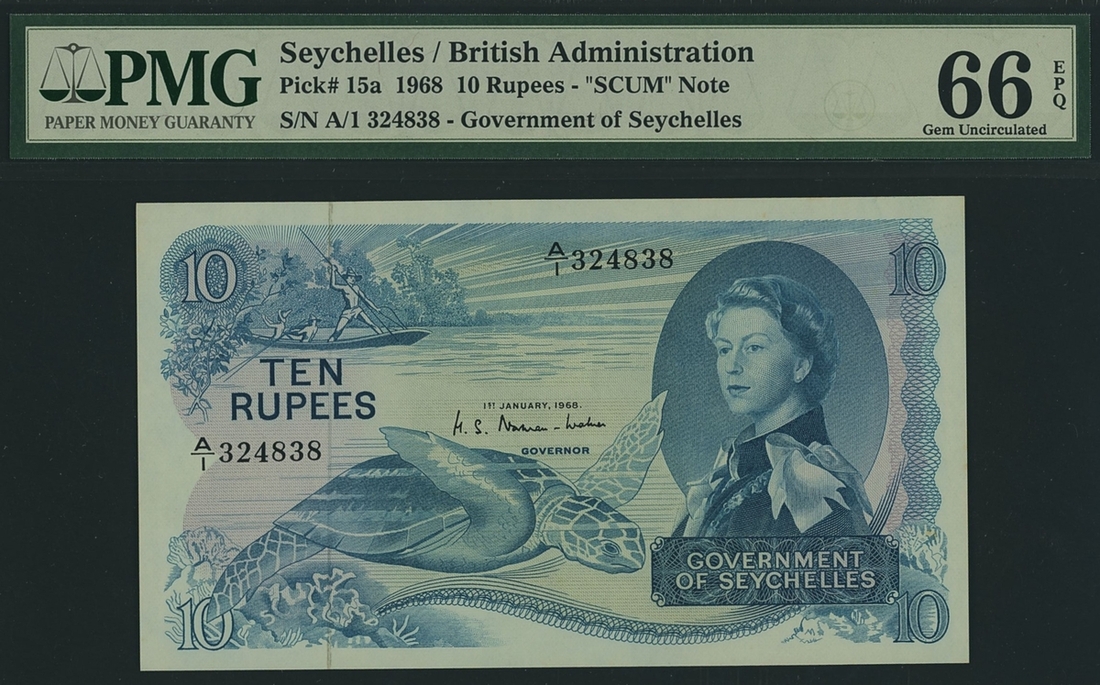 PMG
PAPER MONEY GUARANTY
Seychelles / British Administration
Pick# 15a 1968 10 Rupees - "SCUM" Note
S/N A/1 324838 - Government of Seychelles
66
EPQ
Gem Uncirculated
10
A/1 324838
10
TEN
RUPEES
1ST JANUARY, 1968.
GOVERNOR
A/1 324838
GOVERNMENT
OF SEYCHELLES
10
10